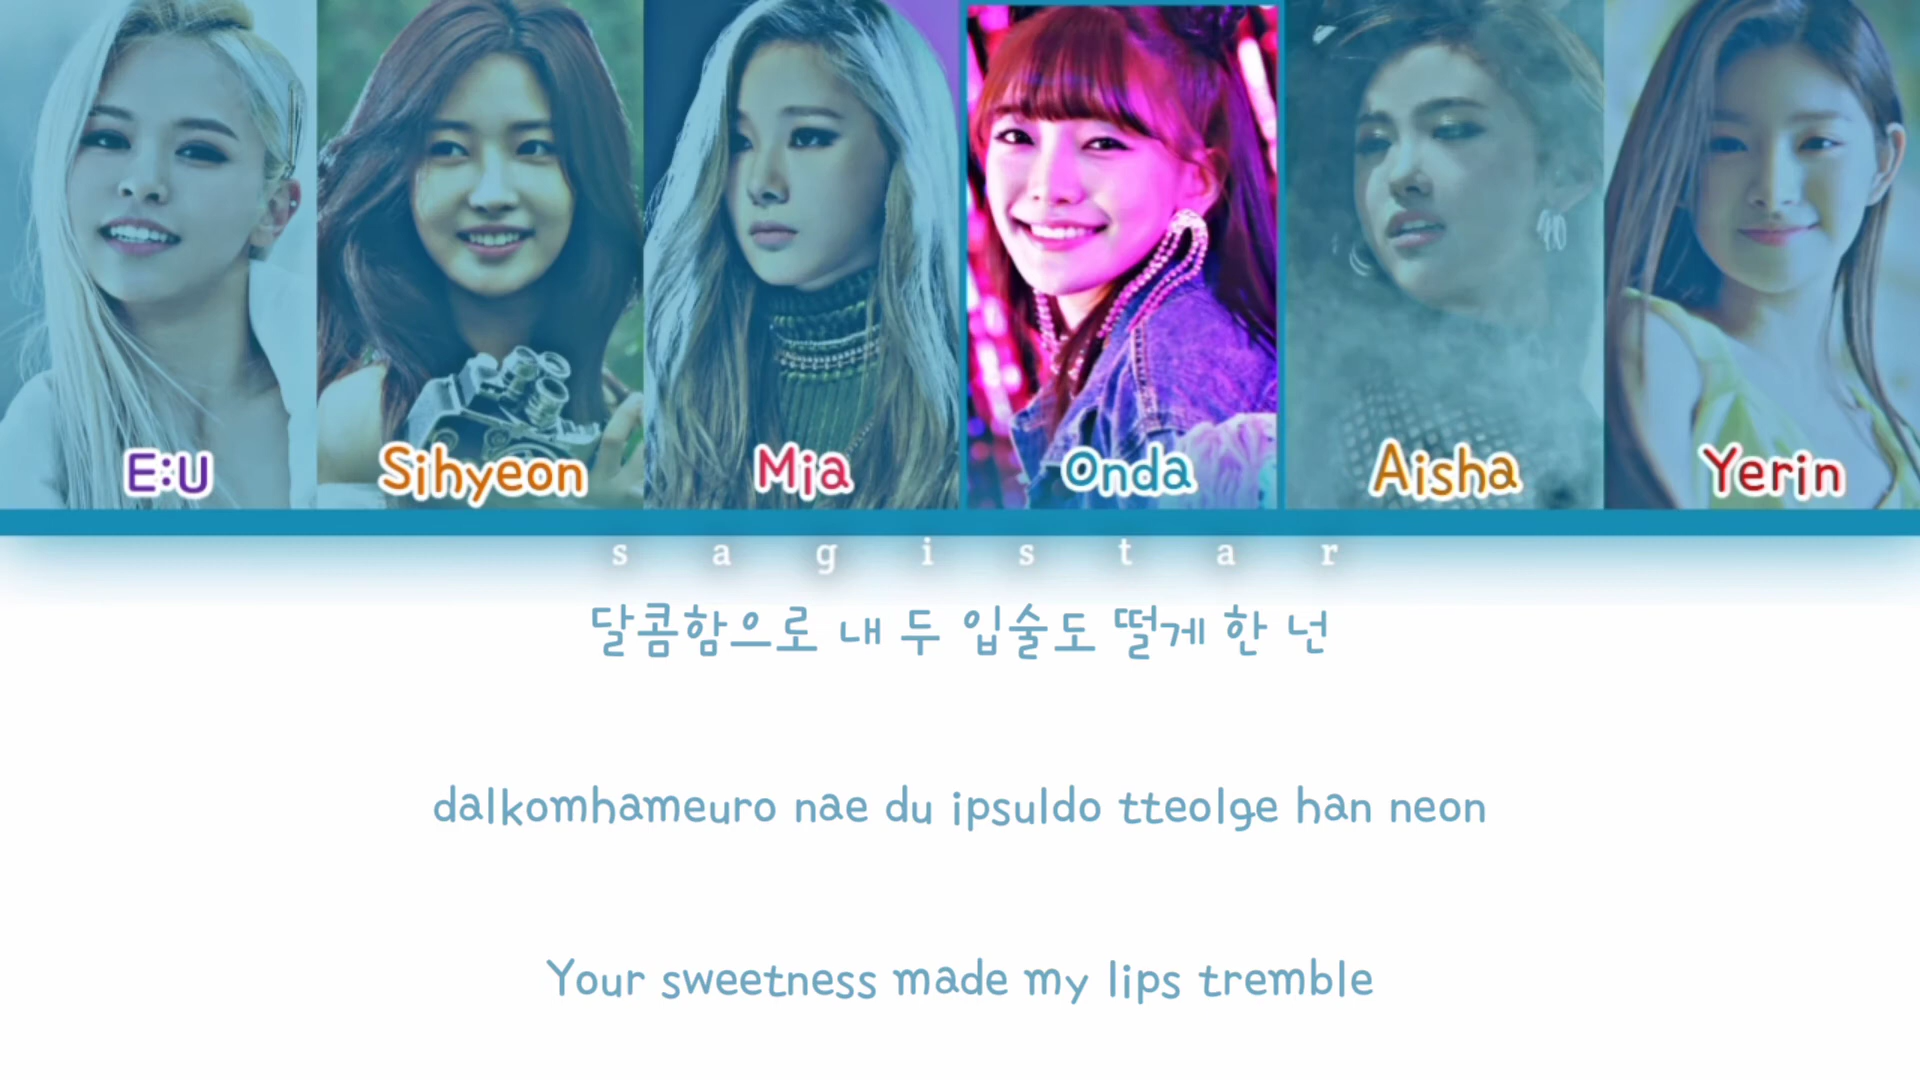 E:U Sihyeon Mia Onda Aisha Yerin
sagistar
달콤함으로 내 두 입술도 떨게 한 넌
dalkomhameuro nae du ipsuldo tteolge han neon
Your sweetness made my lips tremble